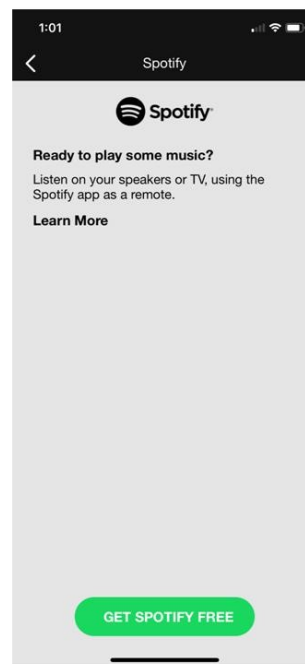 1:01
Spotify
Spotify
Ready to play some music?
Listen on your speakers or TV, using the
Spotify app as a remote.
Learn More
GET SPOTIFY FREE